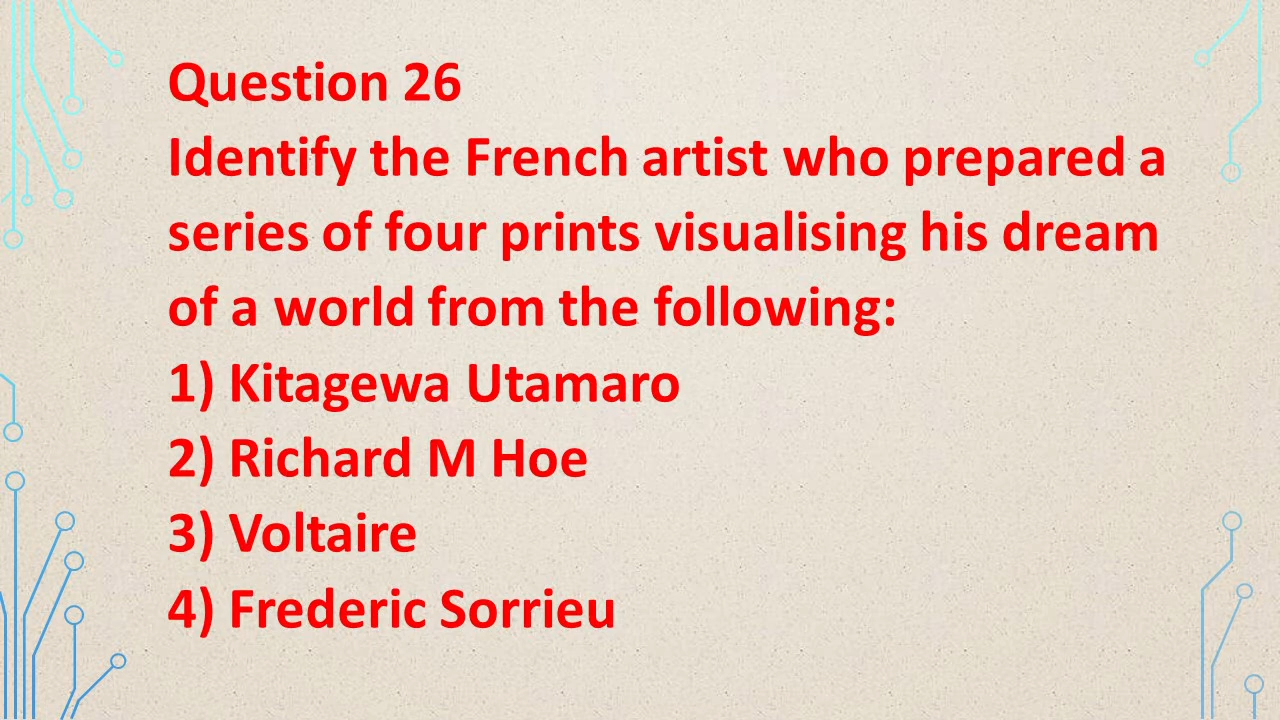 Question 26
Identify the French artist who prepared a
series of four prints visualising his dream
of a world from the following:
1) Kitagewa Utamaro
2) Richard M Hoe
3) Voltaire
4) Frederic Sorrieu